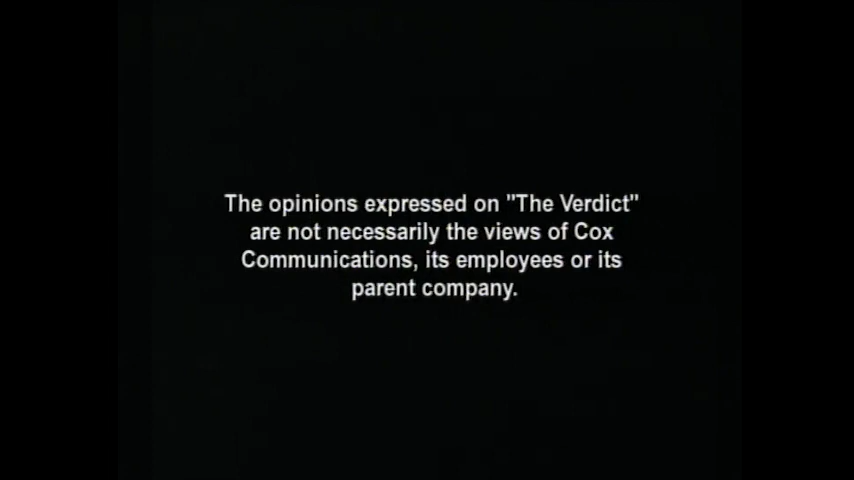 The opinions expressed on "The Verdict"
are not necessarily the views of Cox
Communications, its employees or its
parent company.